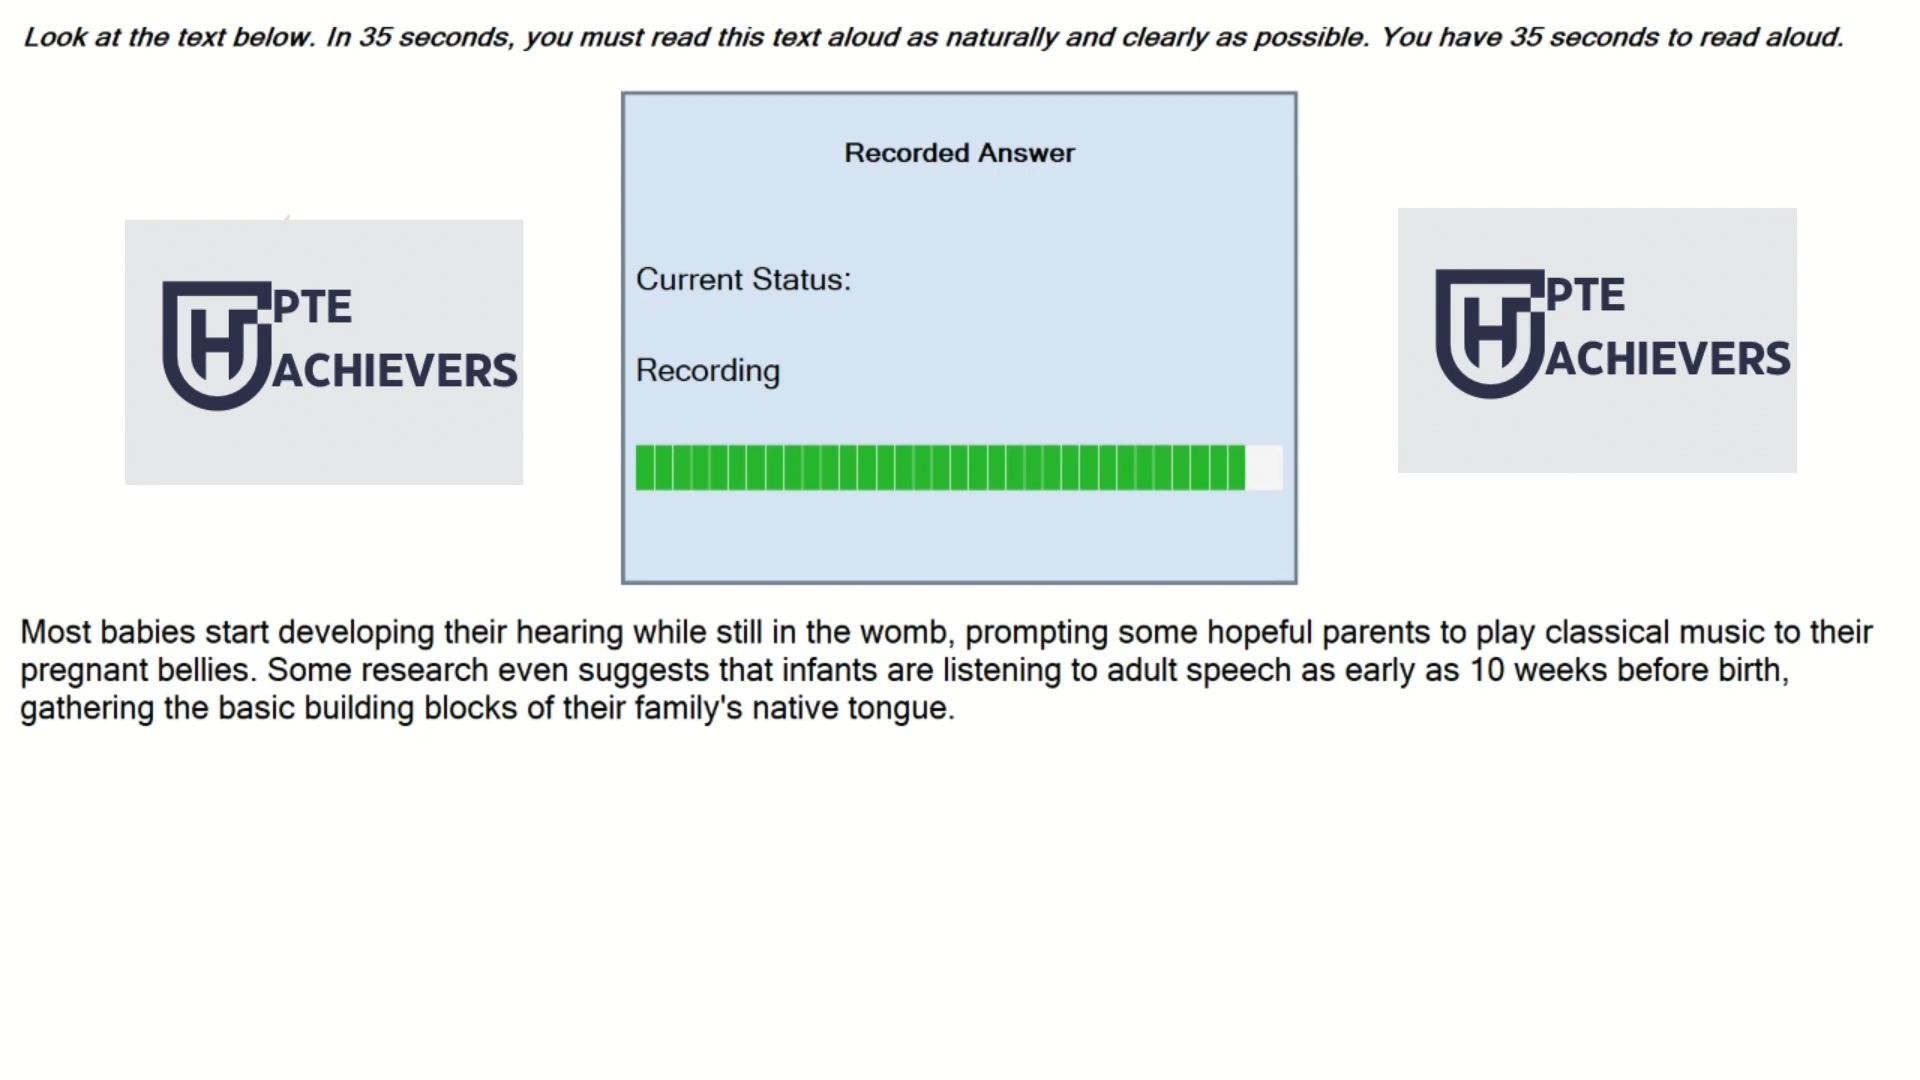 Look at the text below. In 35 seconds, you must read this text aloud as naturally and clearly as possible. You have 35 seconds to read aloud.
Recorded Answer
Current Status:
Recording
H
PTE
ACHIEVERS
H
PTE
ACHIEVERS
Most babies start developing their hearing while still in the womb, prompting some hopeful parents to play classical music to their
pregnant bellies. Some research even suggests that infants are listening to adult speech as early as 10 weeks before birth,
gathering the basic building blocks of their family's native tongue.